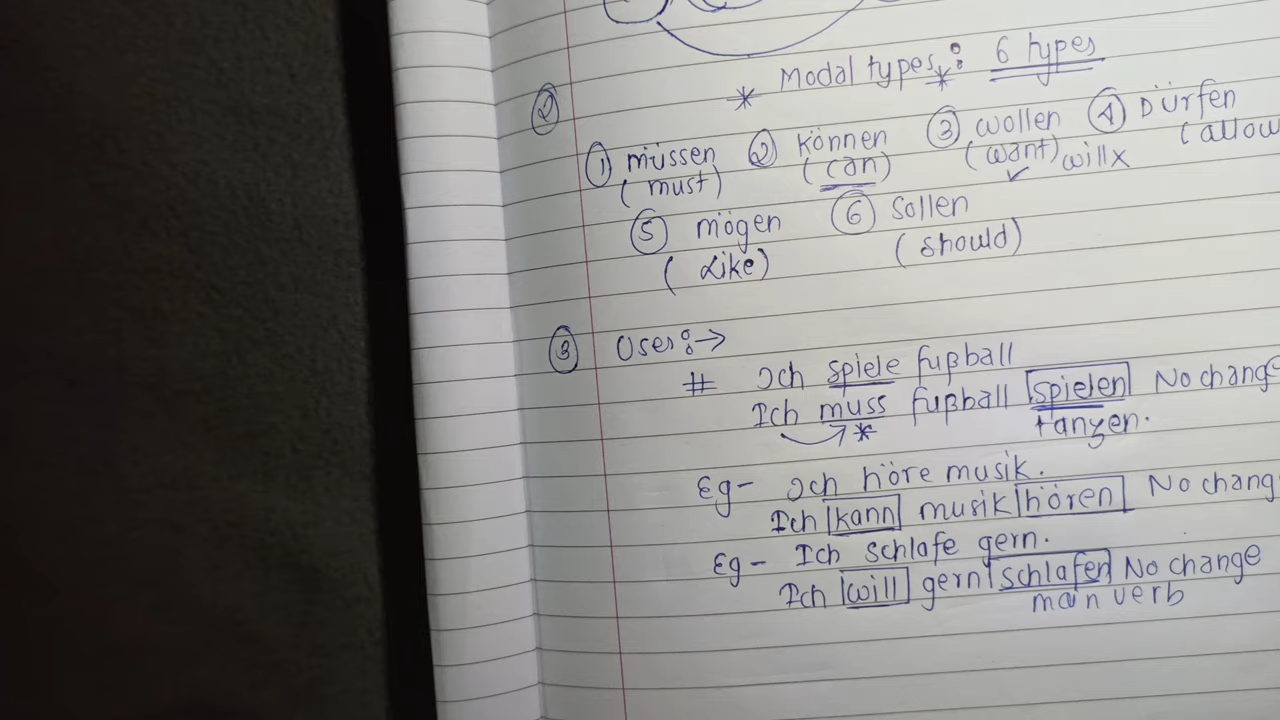 ② * Modal types * : 6 types
① müssen ② können ③ wollen ④ Dürfen
(must) (can) (want) will x (allow
⑤ mögen ⑥ sollen
(Like) (should)
③ Uses :→
# Ich spiele fußball
Ich muss fußball spielen No change
* tanzen.
Eg- Ich höre musik.
Ich kann musik hören No chang
Eg- Ich schlafe gern.
Ich will gern schlafen No change
main verb